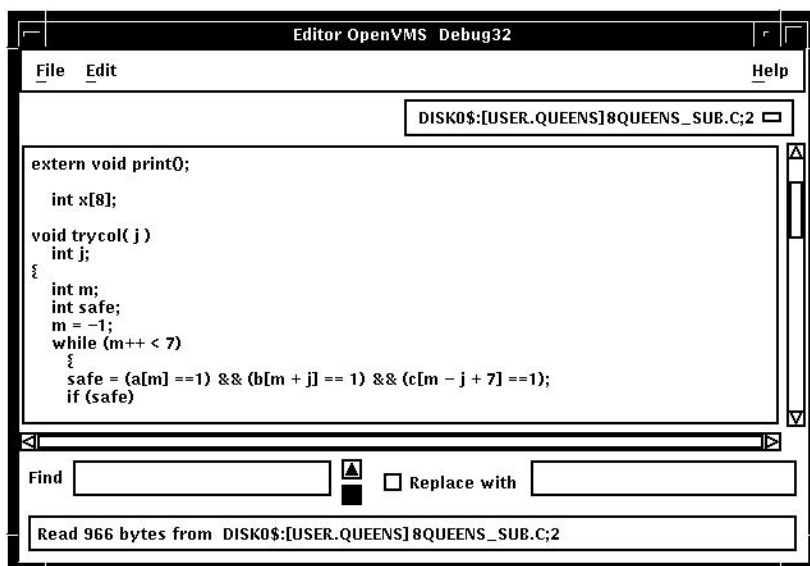 Editor OpenVMS Debug32
File Edit Help
DISK0$:[USER.QUEENS]8QUEENS_SUB.C;2
extern void print();
int x[8];
void trycol( j )
int j;
{
int m;
int safe;
m = −1;
while (m++ < 7)
{
safe = (a[m] ==1) && (b[m + j] == 1) && (c[m − j + 7] ==1);
if (safe)
Find
Replace with
Read 966 bytes from DISK0$:[USER.QUEENS] 8QUEENS_SUB.C;2